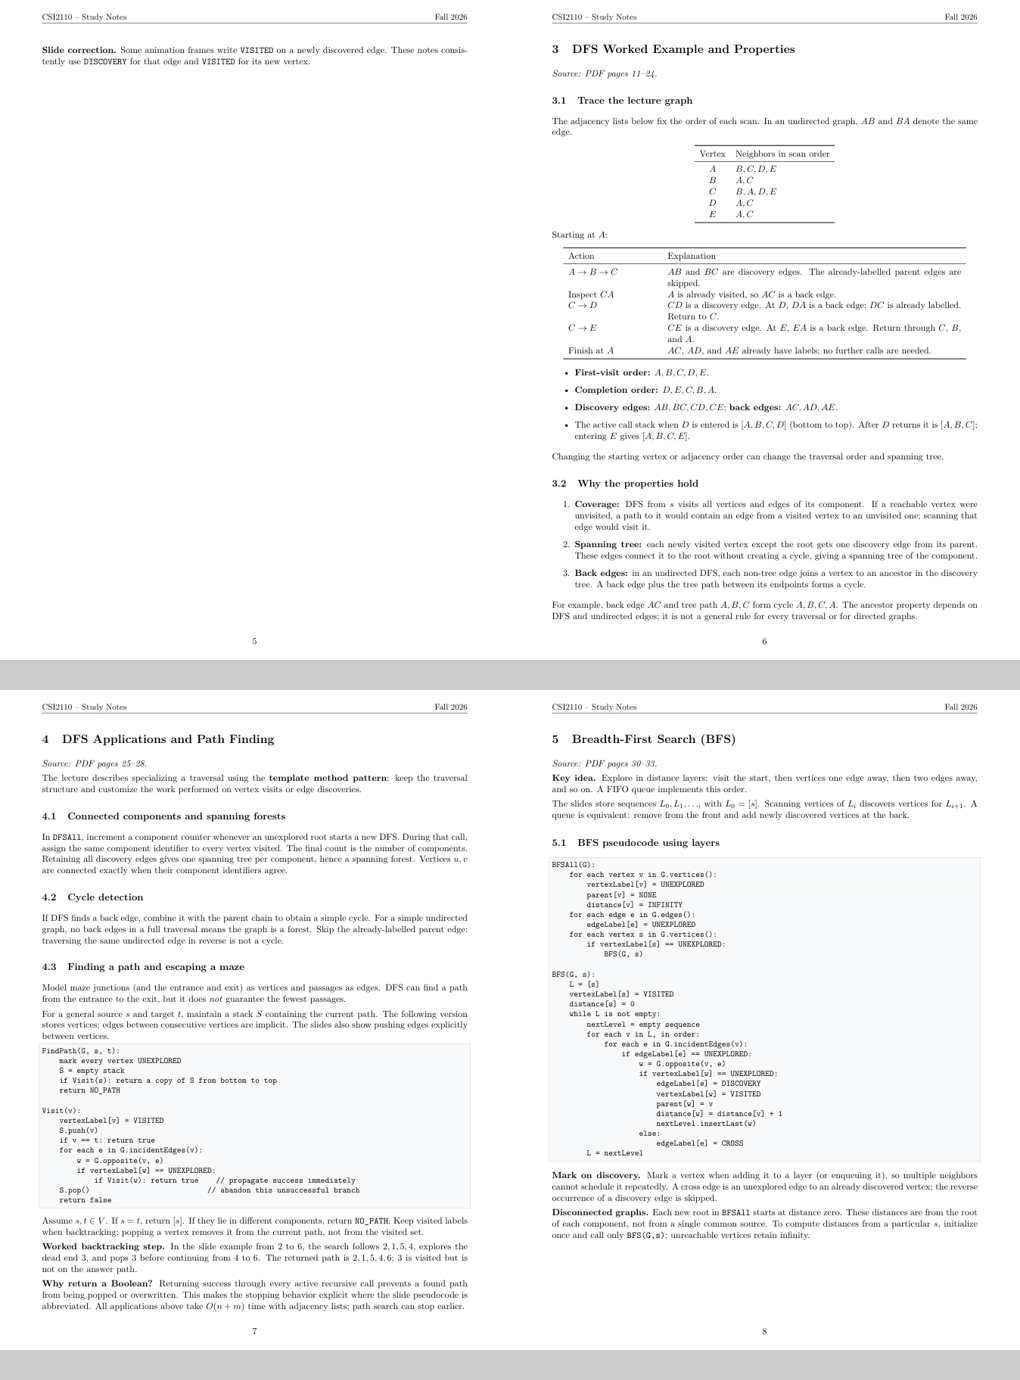 CSI2110 – Study Notes Fall 2026
Slide correction. Some animation frames write VISITED on a newly discovered edge. These notes consis-
tently use DISCOVERY for that edge and VISITED for its new vertex.
5
CSI2110 – Study Notes Fall 2026
3 DFS Worked Example and Properties
Source: PDF pages 11–24.
3.1 Trace the lecture graph
The adjacency lists below fix the order of each scan. In an undirected graph, AB and BA denote the same
edge.
Vertex Neighbors in scan order
A B, C, D, E
B A, C
C B, A, D, E
D A, C
E A, C
Starting at A:
Action Explanation
A → B → C AB and BC are discovery edges. The already-labelled parent edges are
skipped.
Inspect CA A is already visited, so AC is a back edge.
C → D CD is a discovery edge. At D, DA is a back edge; DC is already labelled.
Return to C.
C → E CE is a discovery edge. At E, EA is a back edge. Return through C, B,
and A.
Finish at A AC, AD, and AE already have labels; no further calls are needed.
• First-visit order: A, B, C, D, E.
• Completion order: D, E, C, B, A.
• Discovery edges: AB, BC, CD, CE; back edges: AC, AD, AE.
• The active call stack when D is entered is [A, B, C, D] (bottom to top). After D returns it is [A, B, C];
entering E gives [A, B, C, E].
Changing the starting vertex or adjacency order can change the traversal order and spanning tree.
3.2 Why the properties hold
1. Coverage: DFS from s visits all vertices and edges of its component. If a reachable vertex were
unvisited, a path to it would contain an edge from a visited vertex to an unvisited one; scanning that
edge would visit it.
2. Spanning tree: each newly visited vertex except the root gets one discovery edge from its parent.
These edges connect it to the root without creating a cycle, giving a spanning tree of the component.
3. Back edges: in an undirected DFS, each non-tree edge joins a vertex to an ancestor in the discovery
tree. A back edge plus the tree path between its endpoints forms a cycle.
For example, back edge AC and tree path A, B, C form cycle A, B, C, A. The ancestor property depends on
DFS and undirected edges; it is not a general rule for every traversal or for directed graphs.
6
CSI2110 – Study Notes Fall 2026
4 DFS Applications and Path Finding
Source: PDF pages 25–28.
The lecture describes specializing a traversal using the template method pattern: keep the traversal
structure and customize the work performed on vertex visits or edge discoveries.
4.1 Connected components and spanning forests
In DFSAll, increment a component counter whenever an unexplored root starts a new DFS. During that call,
assign the same component identifier to every vertex visited. The final count is the number of components.
Retaining all discovery edges gives one spanning tree per component, hence a spanning forest. Vertices u, v
are connected exactly when their component identifiers agree.
4.2 Cycle detection
If DFS finds a back edge, combine it with the parent chain to obtain a simple cycle. For a simple undirected
graph, no back edges in a full traversal means the graph is a forest. Skip the already-labelled parent edge:
traversing the same undirected edge in reverse is not a cycle.
4.3 Finding a path and escaping a maze
Model maze junctions (and the entrance and exit) as vertices and passages as edges. DFS can find a path
from the entrance to the exit, but it does not guarantee the fewest passages.
For a general source s and target t, maintain a stack S containing the current path. The following version
stores vertices; edges between consecutive vertices are implicit. The slides also show pushing edges explicitly
between vertices.
FindPath(G, s, t):
mark every vertex UNEXPLORED
S = empty stack
if Visit(s): return a copy of S from bottom to top
return NO_PATH
Visit(v):
vertexLabel[v] = VISITED
S.push(v)
if v == t: return true
for each e in G.incidentEdges(v):
w = G.opposite(v, e)
if vertexLabel[w] == UNEXPLORED:
if Visit(w): return true // propagate success immediately
S.pop() // abandon this unsuccessful branch
return false
Assume s, t ∈ V. If s = t, return [s]. If they lie in different components, return NO_PATH. Keep visited labels
when backtracking; popping a vertex removes it from the current path, not from the visited set.
Worked backtracking step. In the slide example from 2 to 6, the search follows 2, 1, 5, 4, explores the
dead end 3, and pops 3 before continuing from 4 to 6. The returned path is 2, 1, 5, 4, 6; 3 is visited but is
not on the answer path.
Why return a Boolean? Returning success through every active recursive call prevents a found path
from being popped or overwritten. This makes the stopping behavior explicit where the slide pseudocode is
abbreviated. All applications above take O(n + m) time with adjacency lists; path search can stop earlier.
7
CSI2110 – Study Notes Fall 2026
5 Breadth-First Search (BFS)
Source: PDF pages 30–33.
Key idea. Explore in distance layers: visit the start, then vertices one edge away, then two edges away,
and so on. A FIFO queue implements this order.
The slides store sequences L0, L1, . . ., with L0 = [s]. Scanning vertices of Li discovers vertices for Li+1. A
queue is equivalent: remove from the front and add newly discovered vertices at the back.
5.1 BFS pseudocode using layers
BFSAll(G):
for each vertex v in G.vertices():
vertexLabel[v] = UNEXPLORED
parent[v] = NONE
distance[v] = INFINITY
for each edge e in G.edges():
edgeLabel[e] = UNEXPLORED
for each vertex s in G.vertices():
if vertexLabel[s] == UNEXPLORED:
BFS(G, s)
BFS(G, s):
L = [s]
vertexLabel[s] = VISITED
distance[s] = 0
while L is not empty:
nextLevel = empty sequence
for each v in L, in order:
for each e in G.incidentEdges(v):
if edgeLabel[e] == UNEXPLORED:
w = G.opposite(v, e)
if vertexLabel[w] == UNEXPLORED:
edgeLabel[e] = DISCOVERY
vertexLabel[w] = VISITED
parent[w] = v
distance[w] = distance[v] + 1
nextLevel.insertLast(w)
else:
edgeLabel[e] = CROSS
L = nextLevel
Mark on discovery. Mark a vertex when adding it to a layer (or enqueuing it), so multiple neighbors
cannot schedule it repeatedly. A cross edge is an unexplored edge to an already discovered vertex; the reverse
occurrence of a discovery edge is skipped.
Disconnected graphs. Each new root in BFSAll starts at distance zero. These distances are from the root
of each component, not from a single common source. To compute distances from a particular s, initialize
once and call only BFS(G,s); unreachable vertices retain infinity.
8